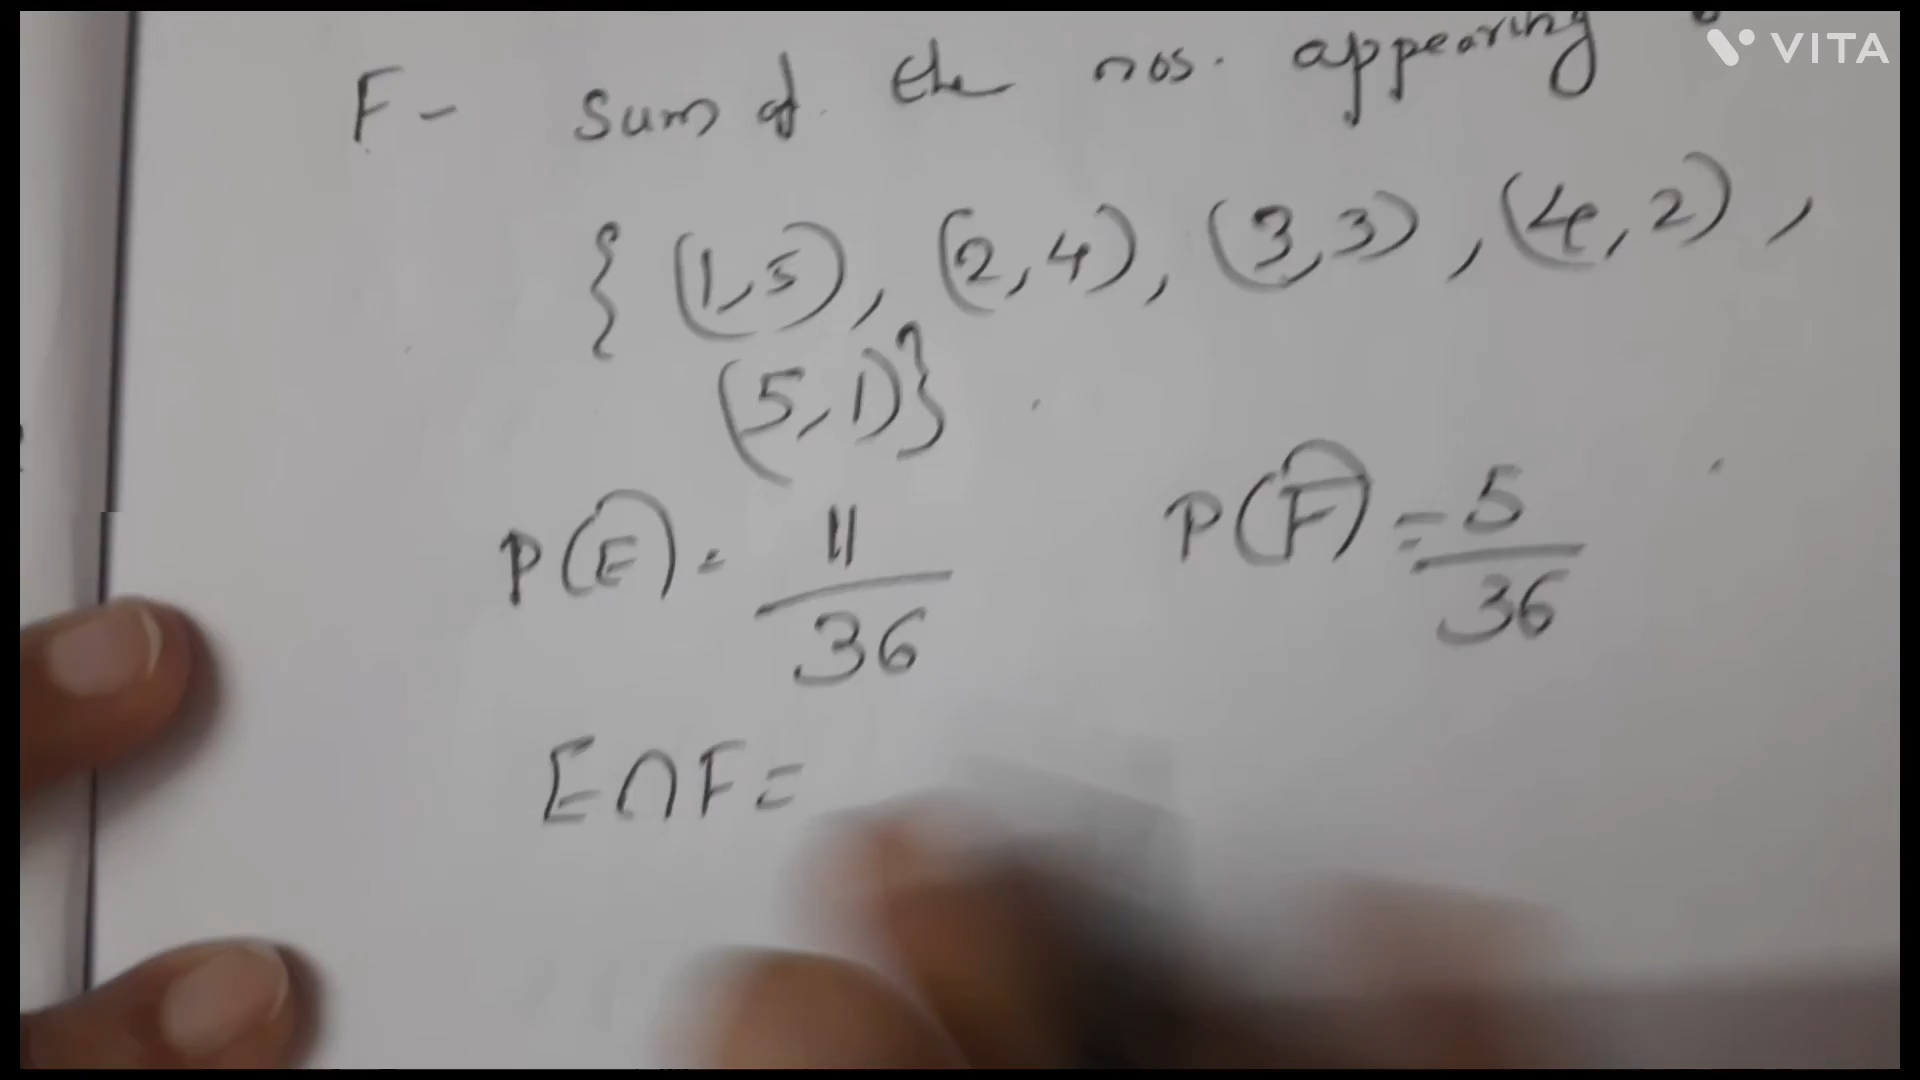 VITA
F - Sum of the nos. appearing
{ (1,5), (2,4), (3,3), (4,2),
(5,1)}
P(E) = 11/36 P(F) = 5/36
E∩F =